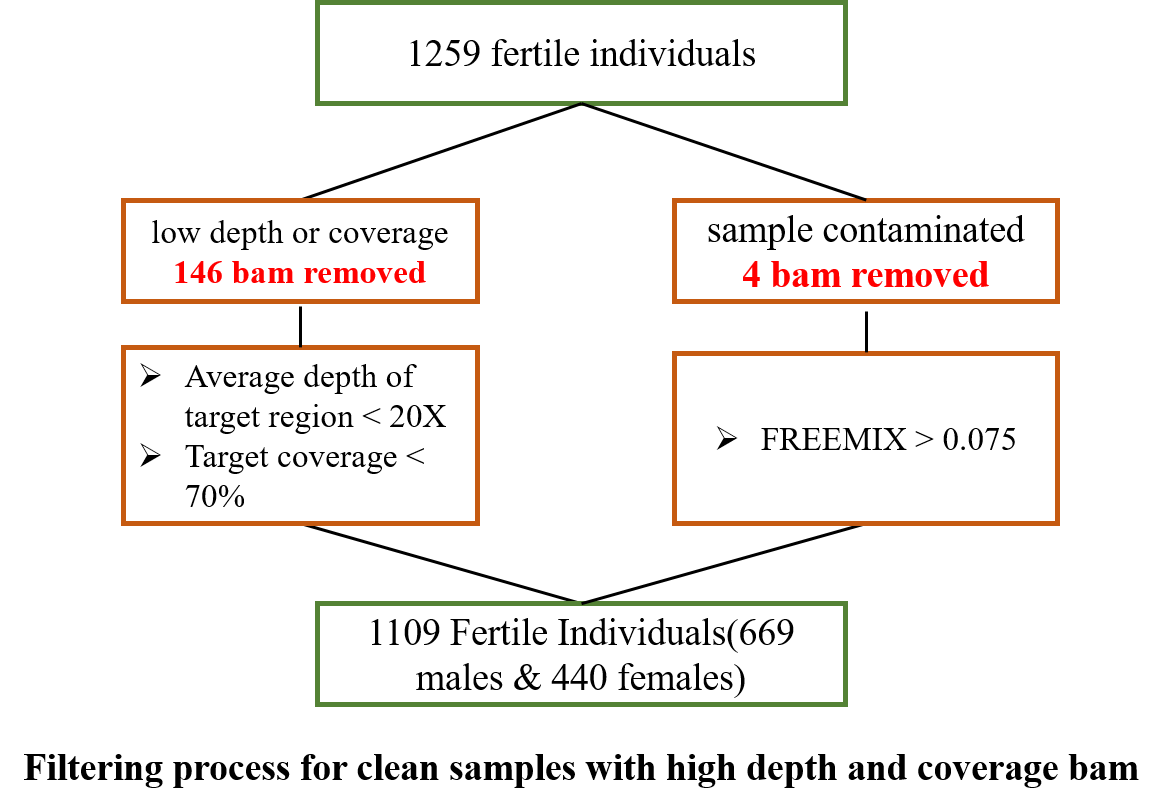 1259 fertile individuals
low depth or coverage
146 bam removed
sample contaminated
4 bam removed
➢ Average depth of
target region < 20X
➢ Target coverage <
70%
➢ FREEMIX > 0.075
1109 Fertile Individuals(669
males & 440 females)
Filtering process for clean samples with high depth and coverage bam